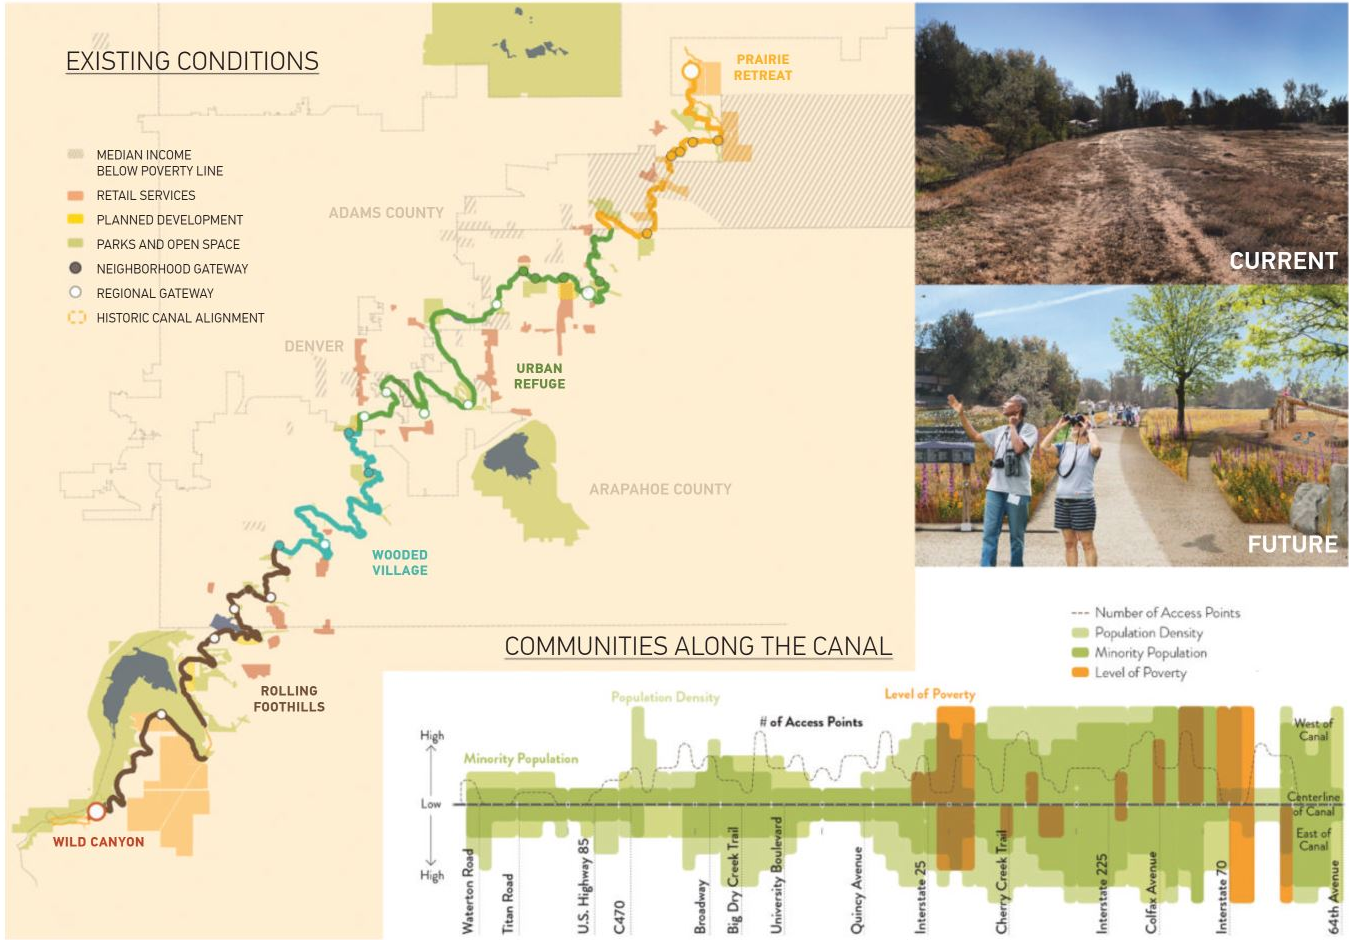 EXISTING CONDITIONS
MEDIAN INCOME
BELOW POVERTY LINE
RETAIL SERVICES
PLANNED DEVELOPMENT
PARKS AND OPEN SPACE
NEIGHBORHOOD GATEWAY
REGIONAL GATEWAY
HISTORIC CANAL ALIGNMENT
PRAIRIE
RETREAT
ADAMS COUNTY
DENVER
URBAN
REFUGE
ARAPAHOE COUNTY
WOODED
VILLAGE
ROLLING
FOOTHILLS
WILD CANYON
CURRENT
FUTURE
COMMUNITIES ALONG THE CANAL
Number of Access Points
Population Density
Minority Population
Level of Poverty
Population Density
Level of Poverty
# of Access Points
Minority Population
High
Low
High
West of
Canal
Centerline
of Canal
East of
Canal
Waterton Road
Titan Road
U.S. Highway 85
C470
Broadway
Big Dry Creek Trail
University Boulevard
Quincy Avenue
Interstate 25
Cherry Creek Trail
Interstate 225
Colfax Avenue
Interstate 70
64th Avenue